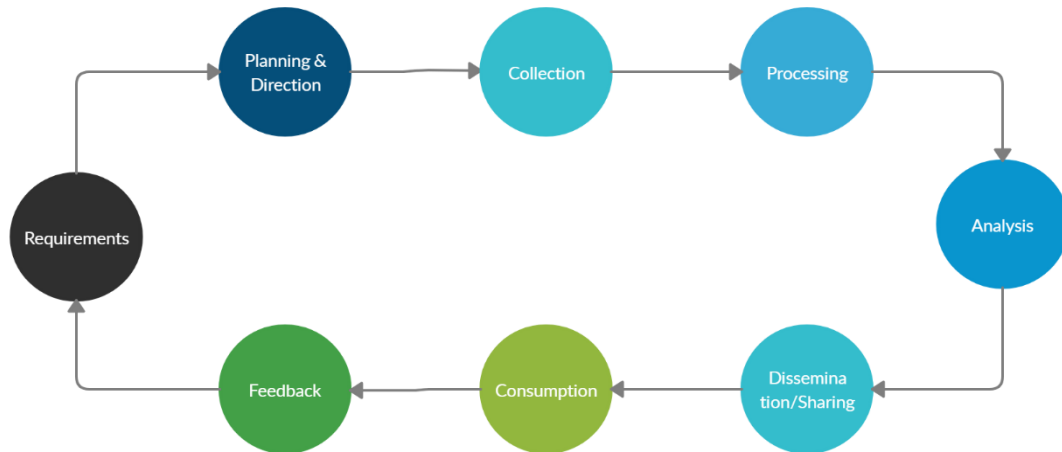 Planning &
Direction
Collection
Processing
Requirements
Analysis
Feedback
Consumption
Dissemina
tion/Sharing